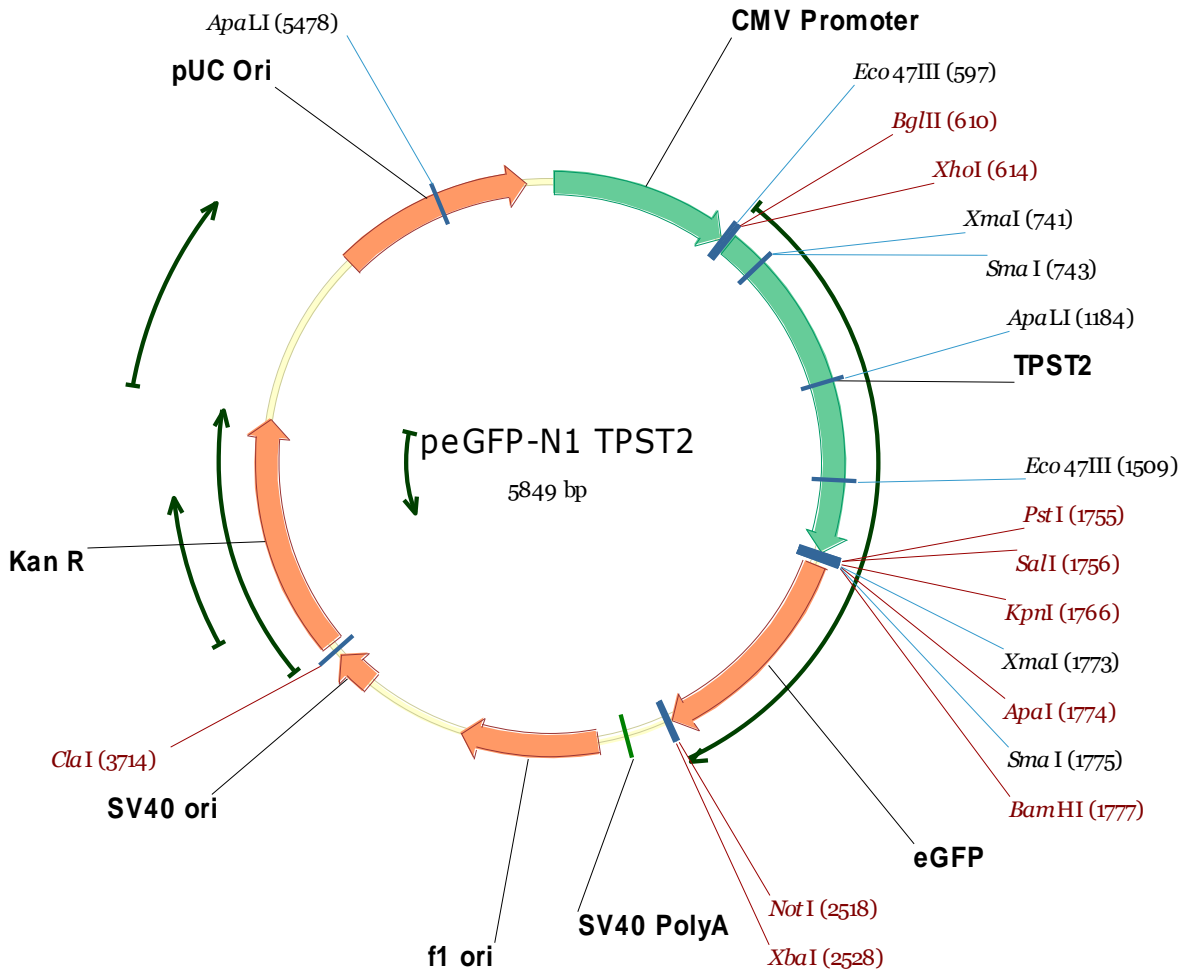 CMV Promoter
ApaLI (5478)
pUC Ori
Eco47III (597)
BglII (610)
XhoI (614)
XmaI (741)
SmaI (743)
ApaLI (1184)
TPST2
peGFP-N1 TPST2
5849 bp
Eco47III (1509)
PstI (1755)
SalI (1756)
KpnI (1766)
XmaI (1773)
ApaI (1774)
SmaI (1775)
BamHI (1777)
Kan R
ClaI (3714)
SV40 ori
eGFP
NotI (2518)
SV40 PolyA
f1 ori
XbaI (2528)